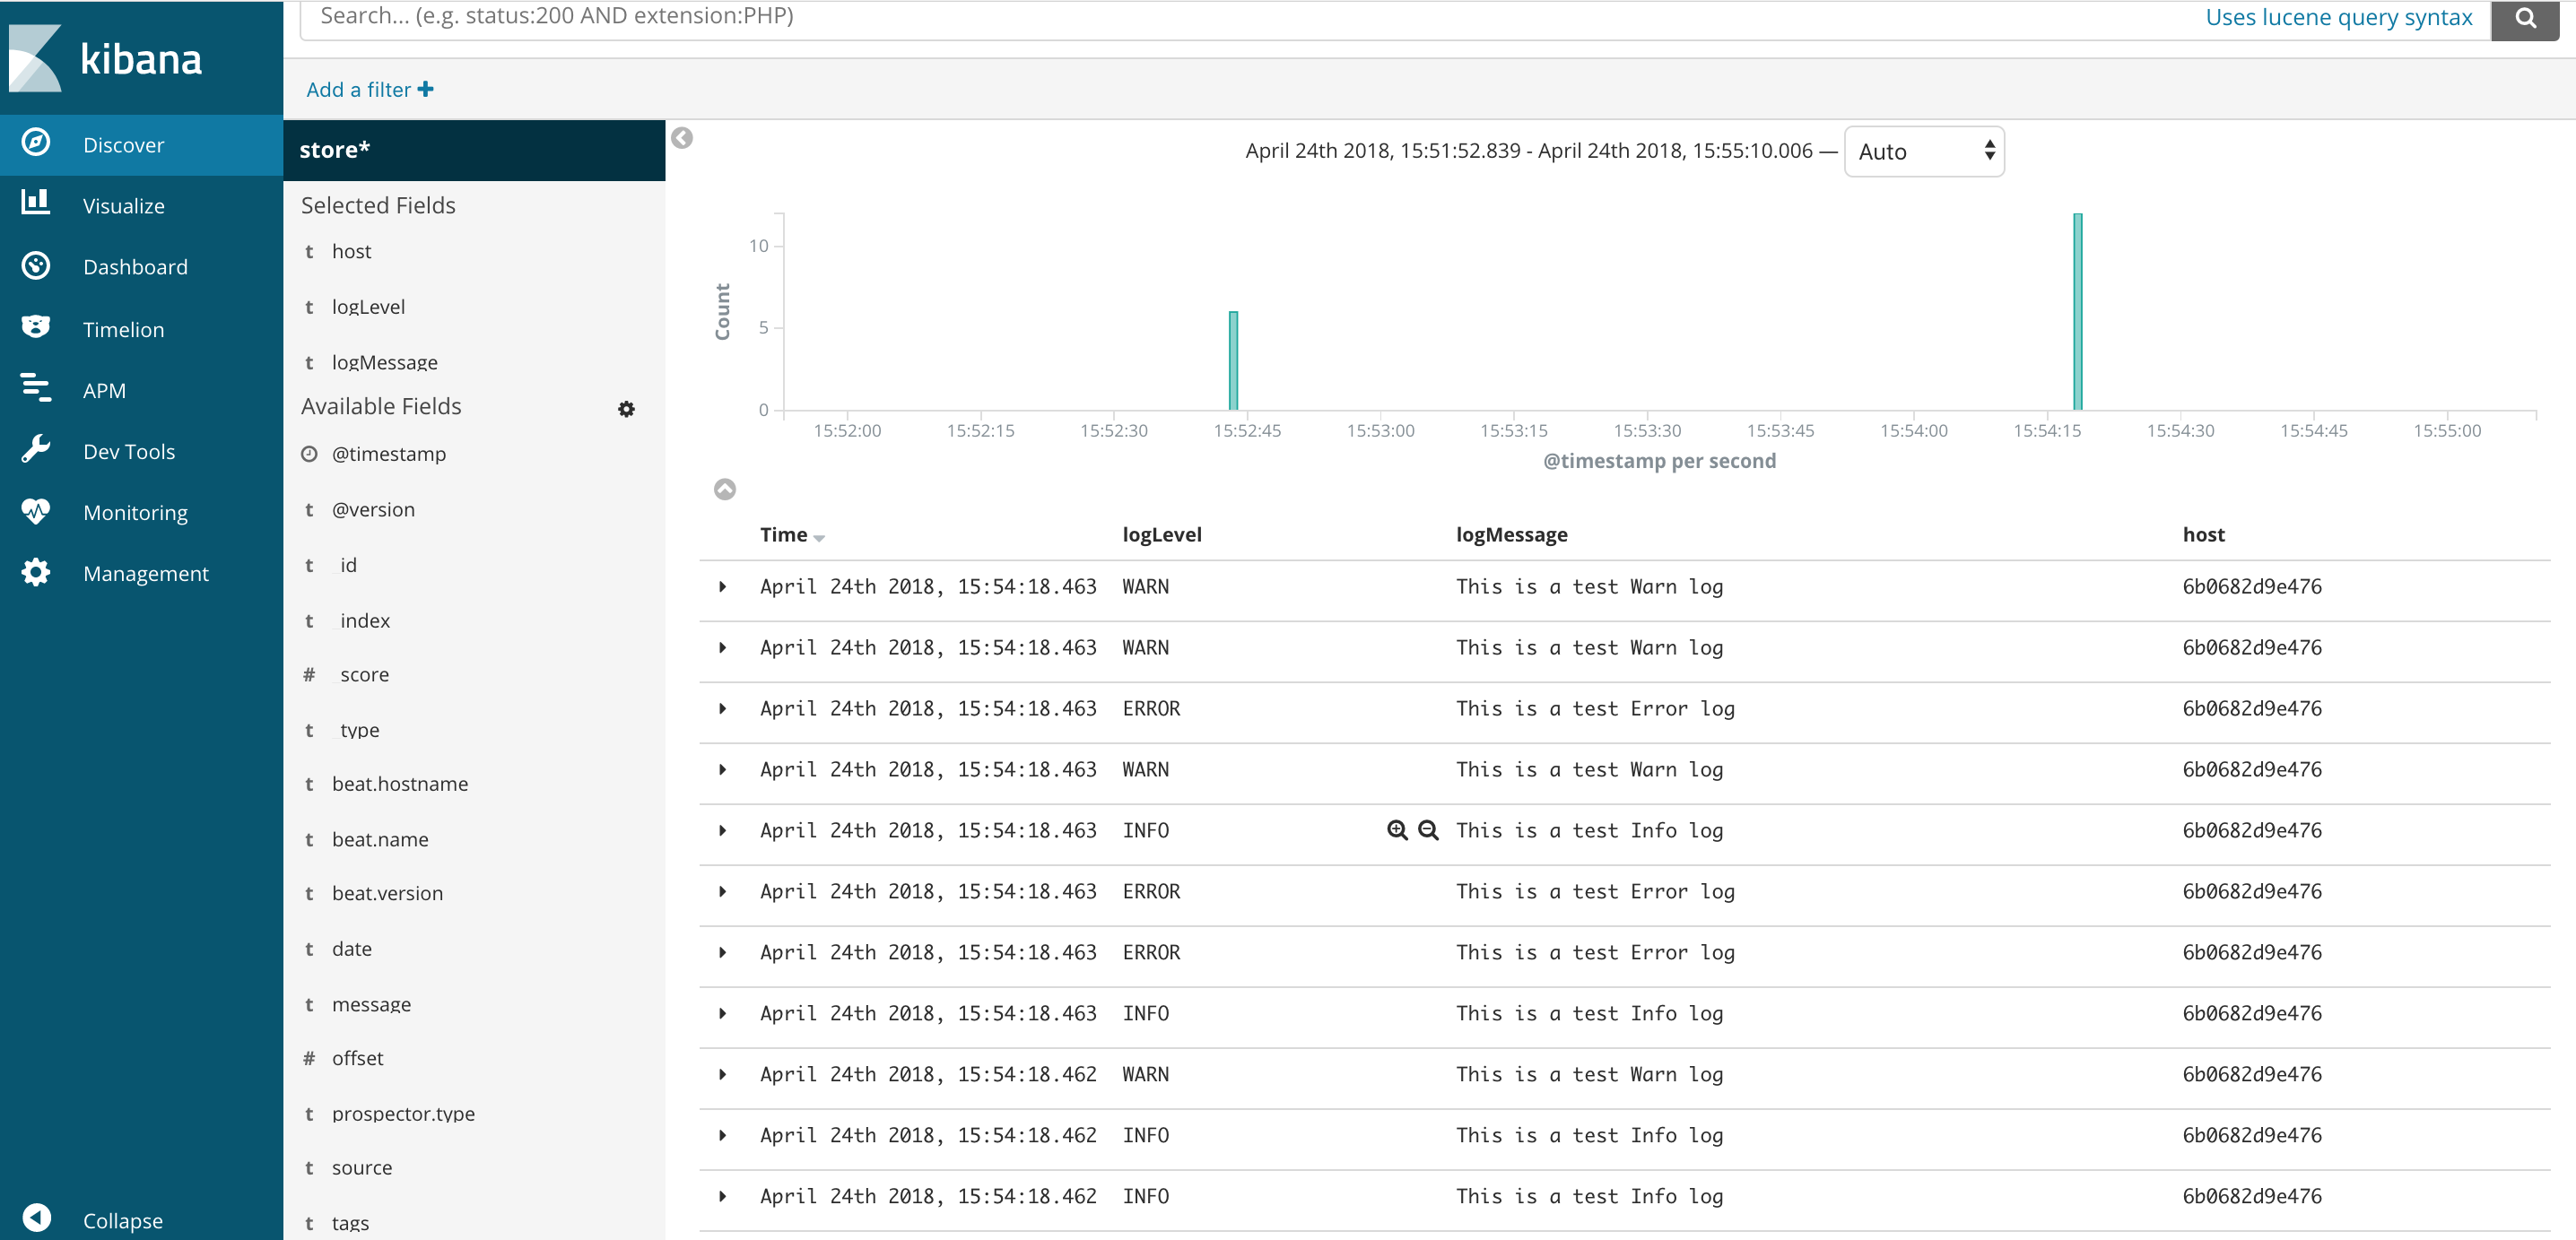 Search... (e.g. status:200 AND extension:PHP)
Uses lucene query syntax
kibana
Add a filter
Discover
Visualize
Dashboard
Timelion
APM
Dev Tools
Monitoring
Management
Collapse
store*
Selected Fields
t host
t logLevel
t logMessage
Available Fields
@timestamp
t @version
t _id
t _index
# _score
t _type
t beat.hostname
t beat.name
t beat.version
t date
t message
# offset
t prospector.type
t source
t tags
April 24th 2018, 15:51:52.839 - April 24th 2018, 15:55:10.006 — Auto
Count
10
5
0
15:52:00 15:52:15 15:52:30 15:52:45 15:53:00 15:53:15 15:53:30 15:53:45 15:54:00 15:54:15 15:54:30 15:54:45 15:55:00
@timestamp per second
Time logLevel logMessage host
April 24th 2018, 15:54:18.463 WARN This is a test Warn log 6b0682d9e476
April 24th 2018, 15:54:18.463 WARN This is a test Warn log 6b0682d9e476
April 24th 2018, 15:54:18.463 ERROR This is a test Error log 6b0682d9e476
April 24th 2018, 15:54:18.463 WARN This is a test Warn log 6b0682d9e476
April 24th 2018, 15:54:18.463 INFO This is a test Info log 6b0682d9e476
April 24th 2018, 15:54:18.463 ERROR This is a test Error log 6b0682d9e476
April 24th 2018, 15:54:18.463 ERROR This is a test Error log 6b0682d9e476
April 24th 2018, 15:54:18.463 INFO This is a test Info log 6b0682d9e476
April 24th 2018, 15:54:18.462 WARN This is a test Warn log 6b0682d9e476
April 24th 2018, 15:54:18.462 INFO This is a test Info log 6b0682d9e476
April 24th 2018, 15:54:18.462 INFO This is a test Info log 6b0682d9e476